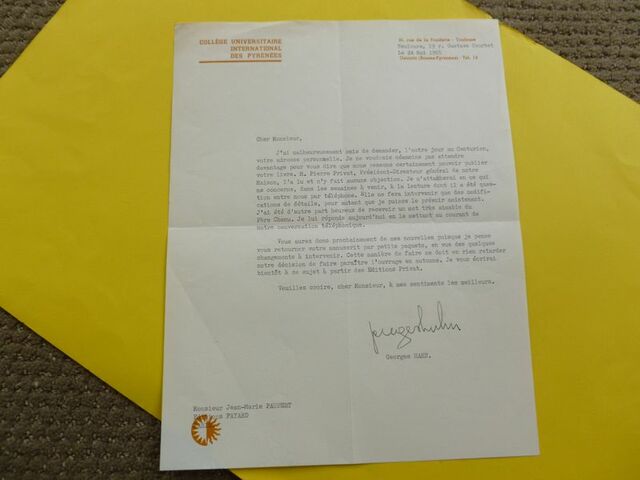 COLLÈGE UNIVERSITAIRE
INTERNATIONAL
DES PYRÉNÉES
rue de la Fonderie - Toulouse
Toulouse, 19 r. Gustave Courbet
Le 24 Mai 1965
Cher Monsieur,
J'ai malheureusement omis de demander, l'autre jour au Centurion,
votre adresse personnelle. Je ne voudrais néanmoins pas attendre
davantage pour vous dire que nous pensons certainement pouvoir publier
votre livre. M. Pierre Privat, Président-Directeur général de notre
Maison, l'a lu et n'y fait aucune objection. Je m'attacherai en ce qui
me concerne, dans les semaines à venir, à la lecture dont il a été ques-
tion entre nous par téléphone. Elle ne fera intervenir que des modifi-
cations de détails, pour autant que je puisse le prévoir maintenant.
J'ai été d'autre part heureux de recevoir un mot très aimable du
Père Chenu. Je lui réponds aujourd'hui en le mettant au courant de
notre conversation téléphonique.
Vous aurez donc prochainement de mes nouvelles puisque je pense
vous retourner votre manuscrit par petits paquets, en vue des quelques
changements à intervenir. Cette manière de faire ne doit en rien retarder
notre décision de faire paraître l'ouvrage en automne. Je vous écrirai
bientôt à ce sujet à partir des Editions Privat.
Veuillez croire, cher Monsieur, à mes sentiments les meilleurs.
Georges HAHN.
Monsieur Jean-Marie PAUPERT
FAYARD